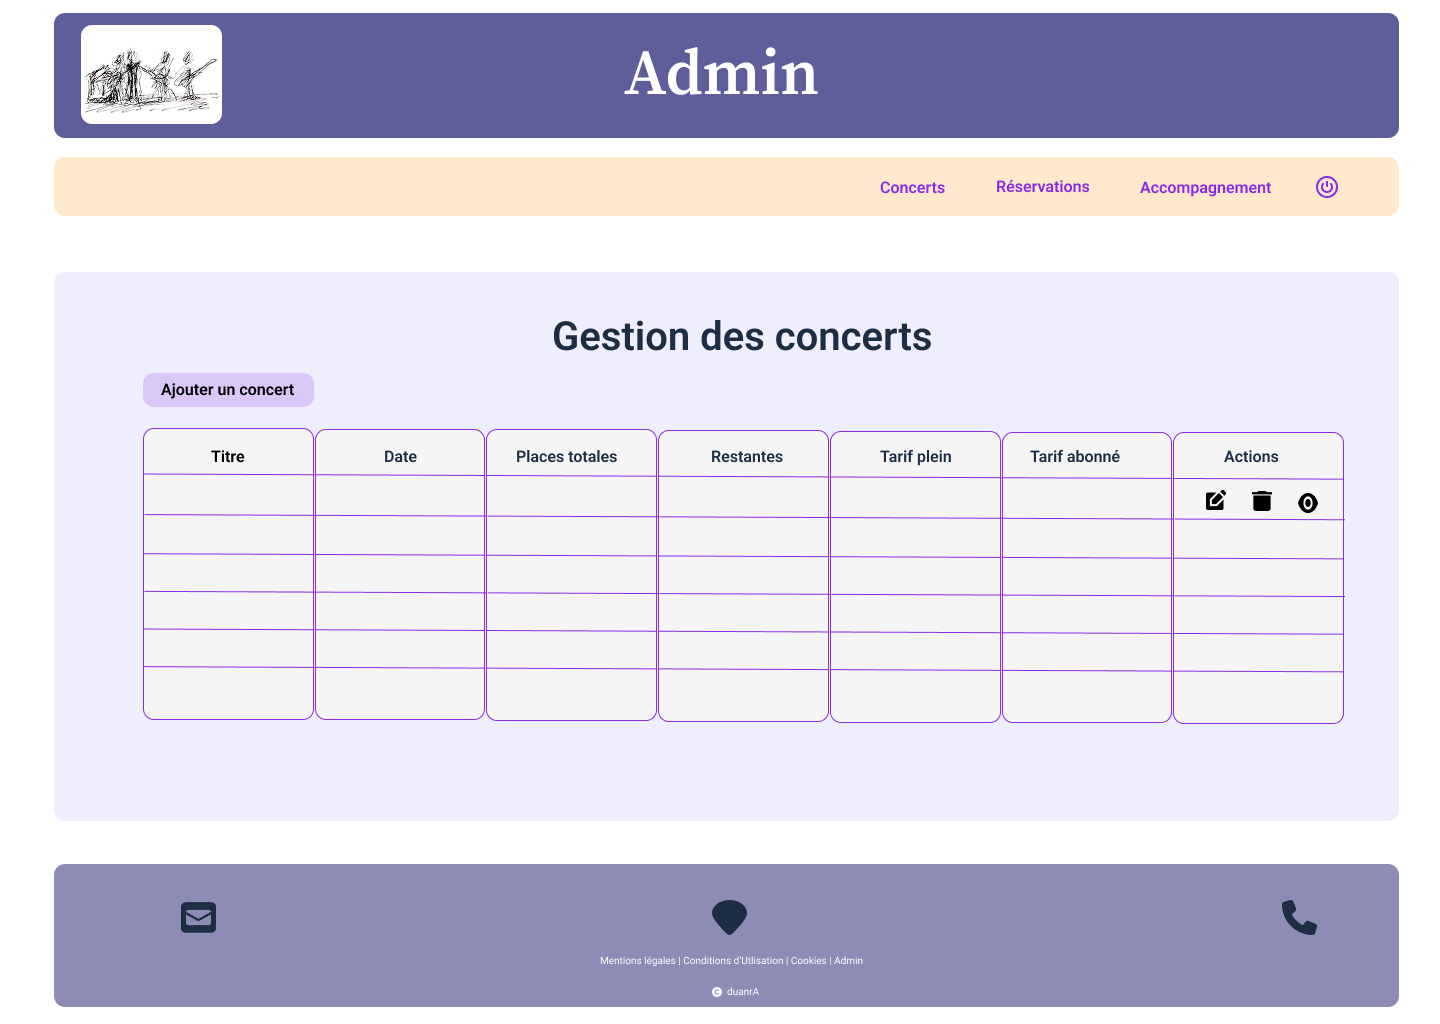 Admin
Concerts Réservations Accompagnement
Gestion des concerts
Ajouter un concert
Titre Date Places totales Restantes Tarif plein Tarif abonné Actions
Mentions légales | Conditions d'Utlisation | Cookies | Admin
© duanrA